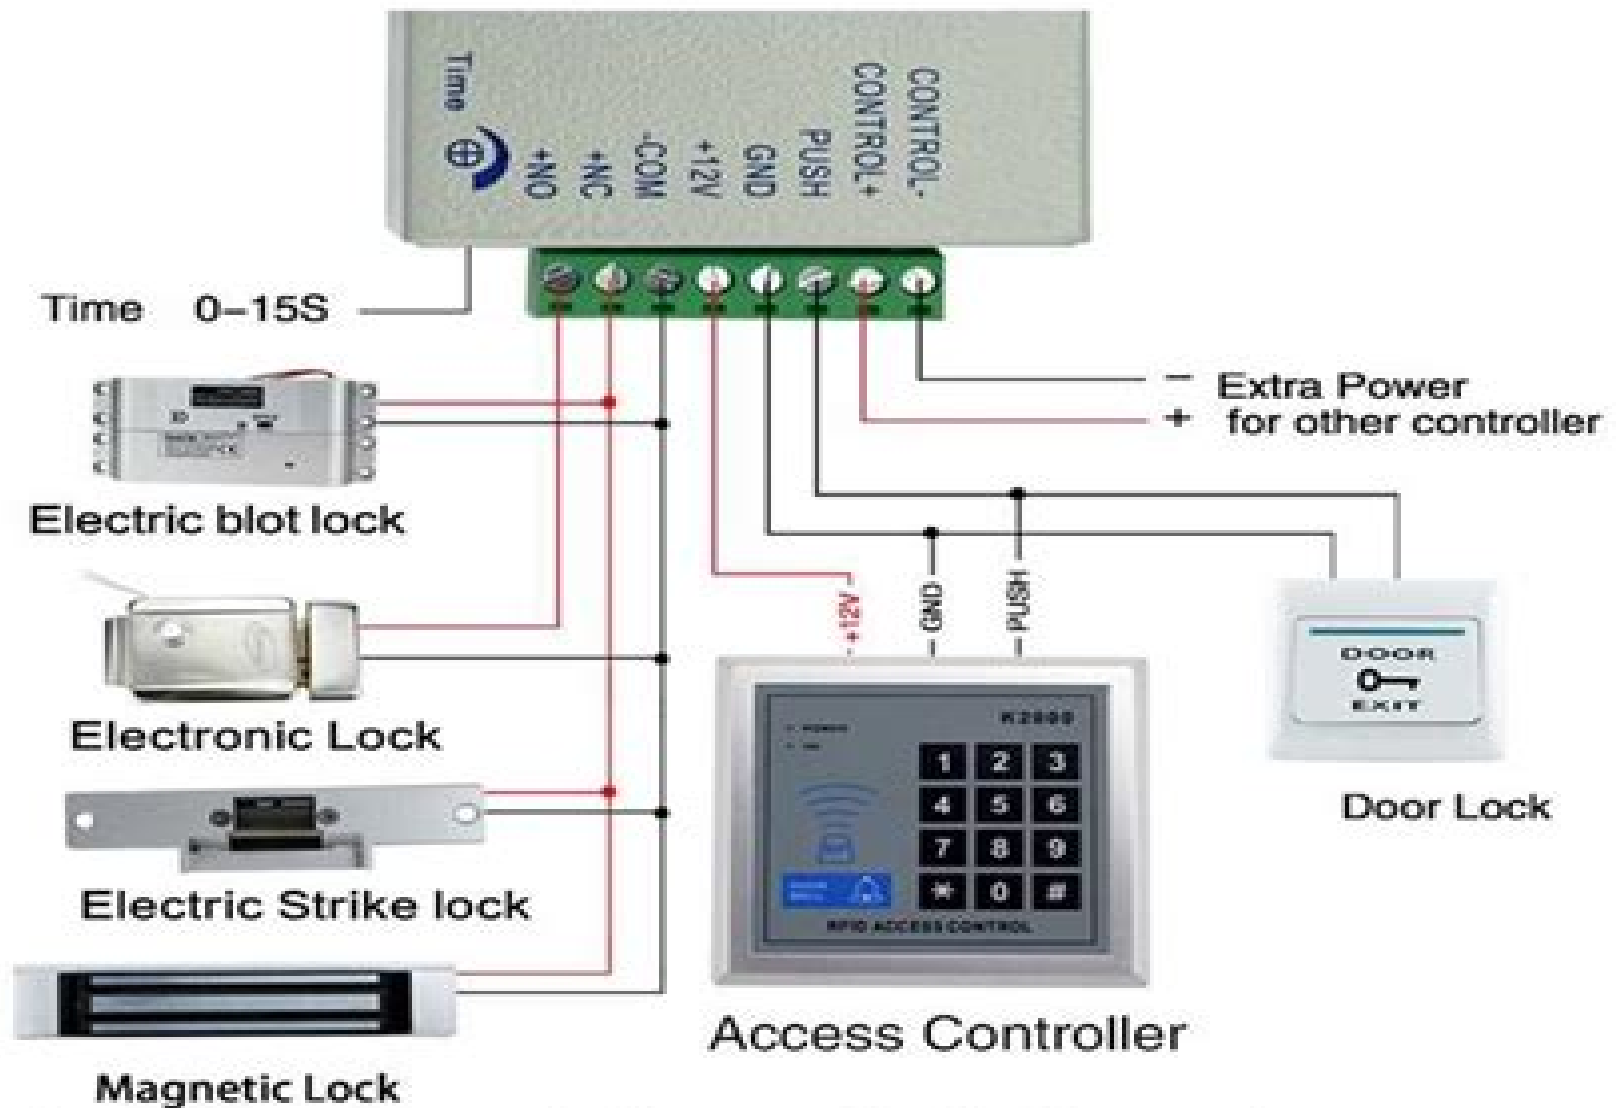 Time
+NO
+NC
-COM
+12V
GND
PUSH
CONTROL+
CONTROL-
Time 0-15S
Electric blot lock
Electronic Lock
Electric Strike lock
Magnetic Lock
− Extra Power
+ for other controller
+12V
GND
PUSH
K2000
POWER
1 2 3
4 5 6
7 8 9
* 0 #
RFID ACCESS CONTROL
Access Controller
DOOR
EXIT
Door Lock